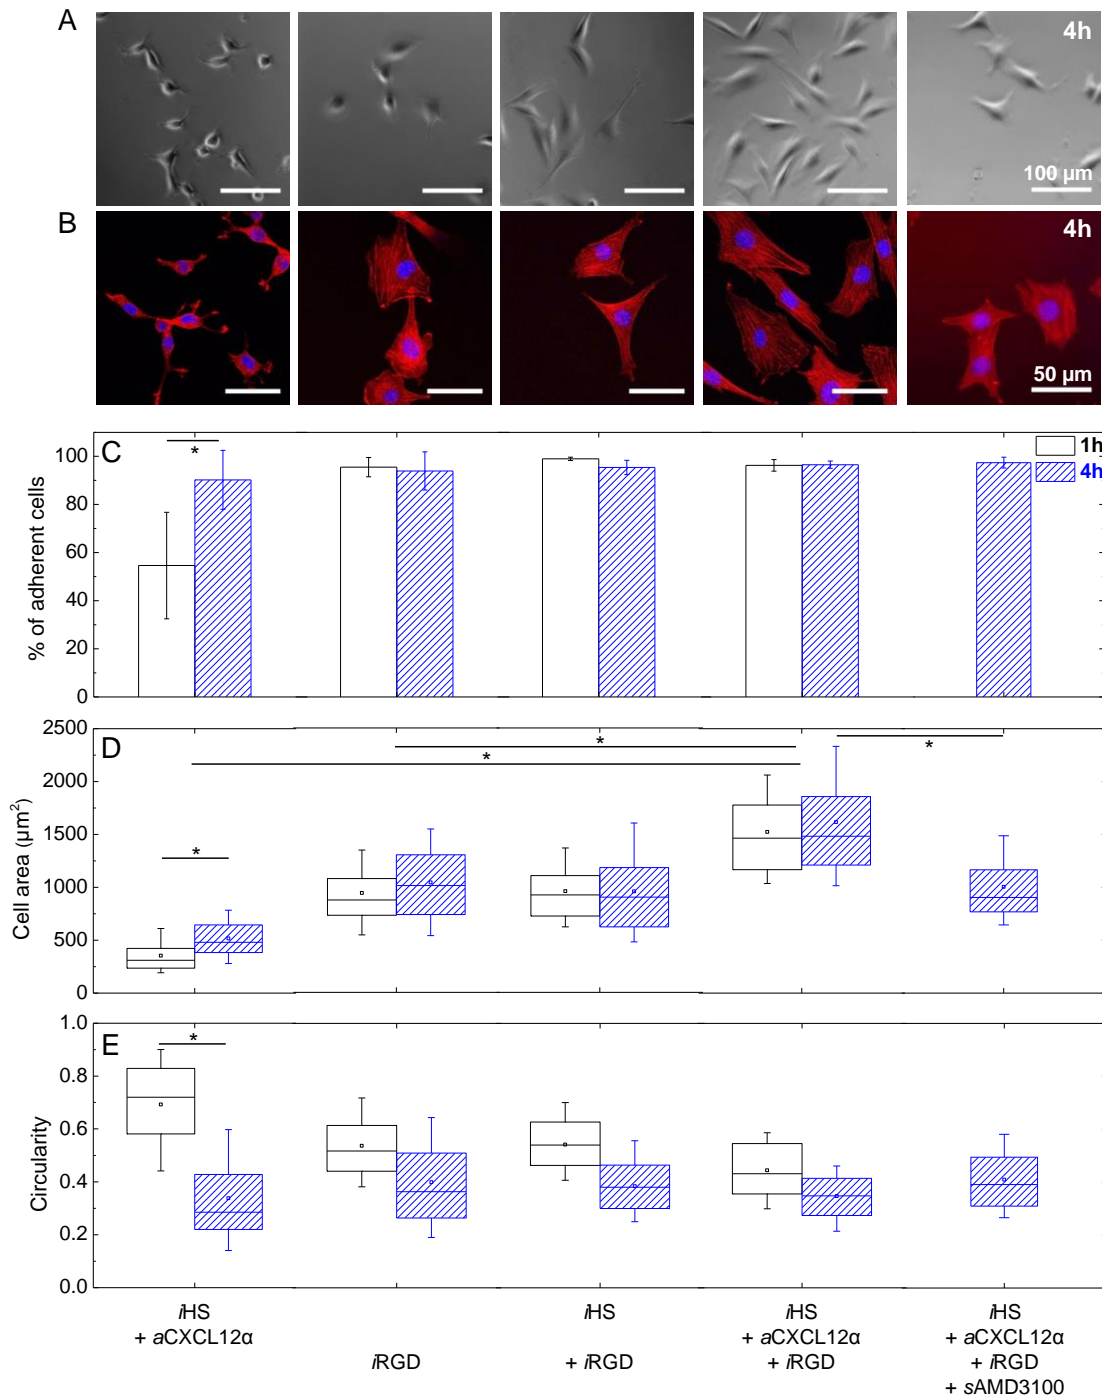 A
4h
100 µm
B
4h
50 µm
C
1h
4h
*
% of adherent cells
100
80
60
40
20
0
D
*
*
*
*
Cell area (µm²)
2500
2000
1500
1000
500
0
E
*
Circularity
1.0
0.8
0.6
0.4
0.2
0.0
iHS
+ aCXCL12α
iRGD
iHS
+ iRGD
iHS
+ aCXCL12α
+ iRGD
iHS
+ aCXCL12α
+ iRGD
+ sAMD3100